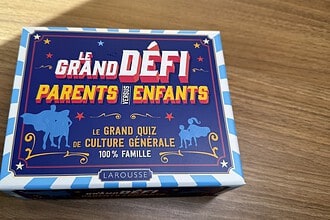 LE
GRAND DÉFI
PARENTS VERSUS ENFANTS
LE GRAND QUIZ
DE CULTURE GÉNÉRALE
100% FAMILLE
LAROUSSE